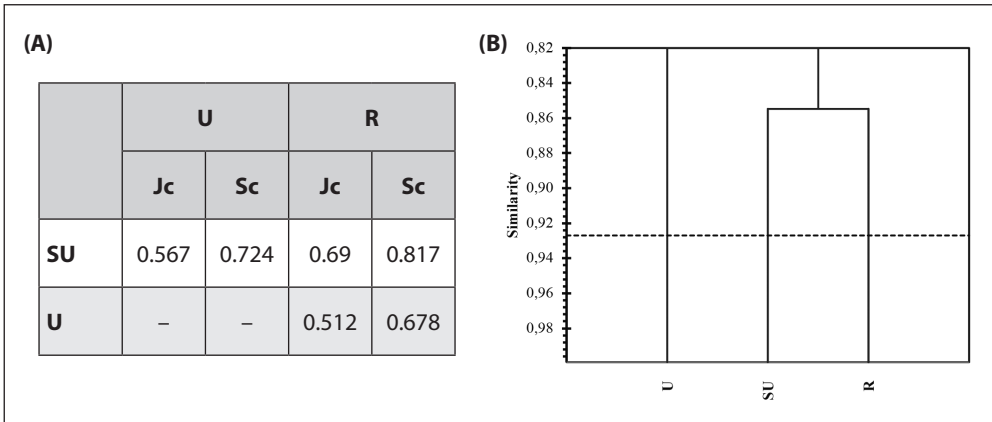 (A)
U R
Jc Sc Jc Sc
SU 0.567 0.724 0.69 0.817
U – – 0.512 0.678
(B)
Similarity
0,82
0,84
0,86
0,88
0,90
0,92
0,94
0,96
0,98
U SU R